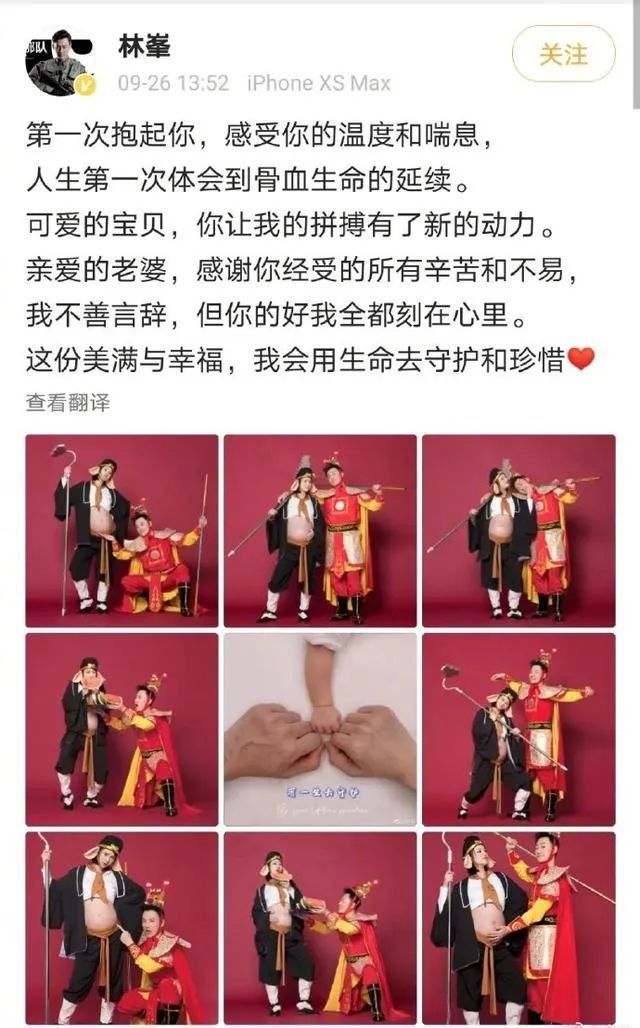 部队
林峯
关注
09-26 13:52 iPhone XS Max
第一次抱起你，感受你的温度和喘息，
人生第一次体会到骨血生命的延续。
可爱的宝贝，你让我的拼搏有了新的动力。
亲爱的老婆，感谢你经受的所有辛苦和不易，
我不善言辞，但你的好我全都刻在心里。
这份美满与幸福，我会用生命去守护和珍惜❤
查看翻译
用一生去守护